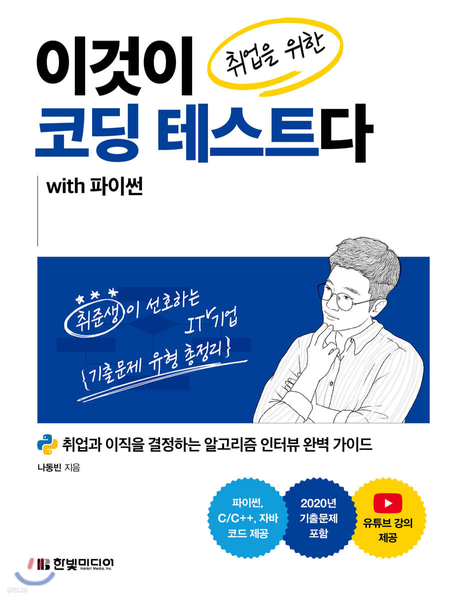 이것이
취업을 위한
코딩 테스트다
with 파이썬
취준생이 선호하는
IT 기업
{기출문제 유형 총정리}
취업과 이직을 결정하는 알고리즘 인터뷰 완벽 가이드
나동빈 지음
파이썬,
C/C++, 자바
코드 제공
2020년
기출문제
포함
유튜브 강의
제공
한빛미디어
Hanbit Media, Inc.